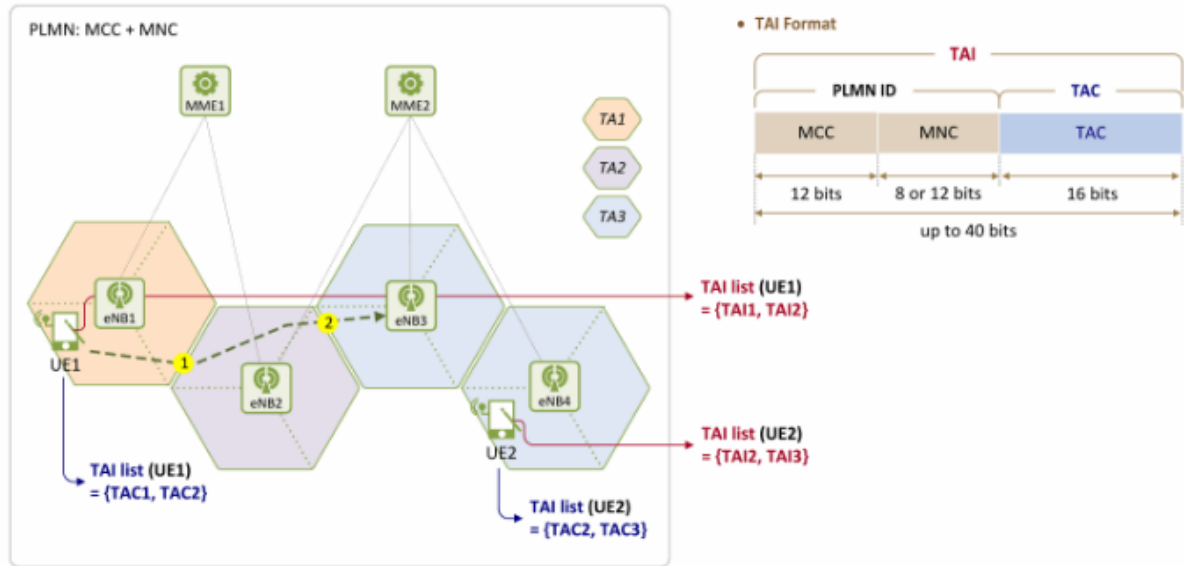 PLMN: MCC + MNC
MME1
MME2
TA1
TA2
TA3
eNB1
eNB3
UE1
1
2
eNB2
eNB4
UE2
TAI list (UE1)
= {TAC1, TAC2}
TAI list (UE2)
= {TAC2, TAC3}
TAI list (UE1)
= {TAI1, TAI2}
TAI list (UE2)
= {TAI2, TAI3}
• TAI Format
TAI
PLMN ID TAC
MCC MNC TAC
12 bits 8 or 12 bits 16 bits
up to 40 bits